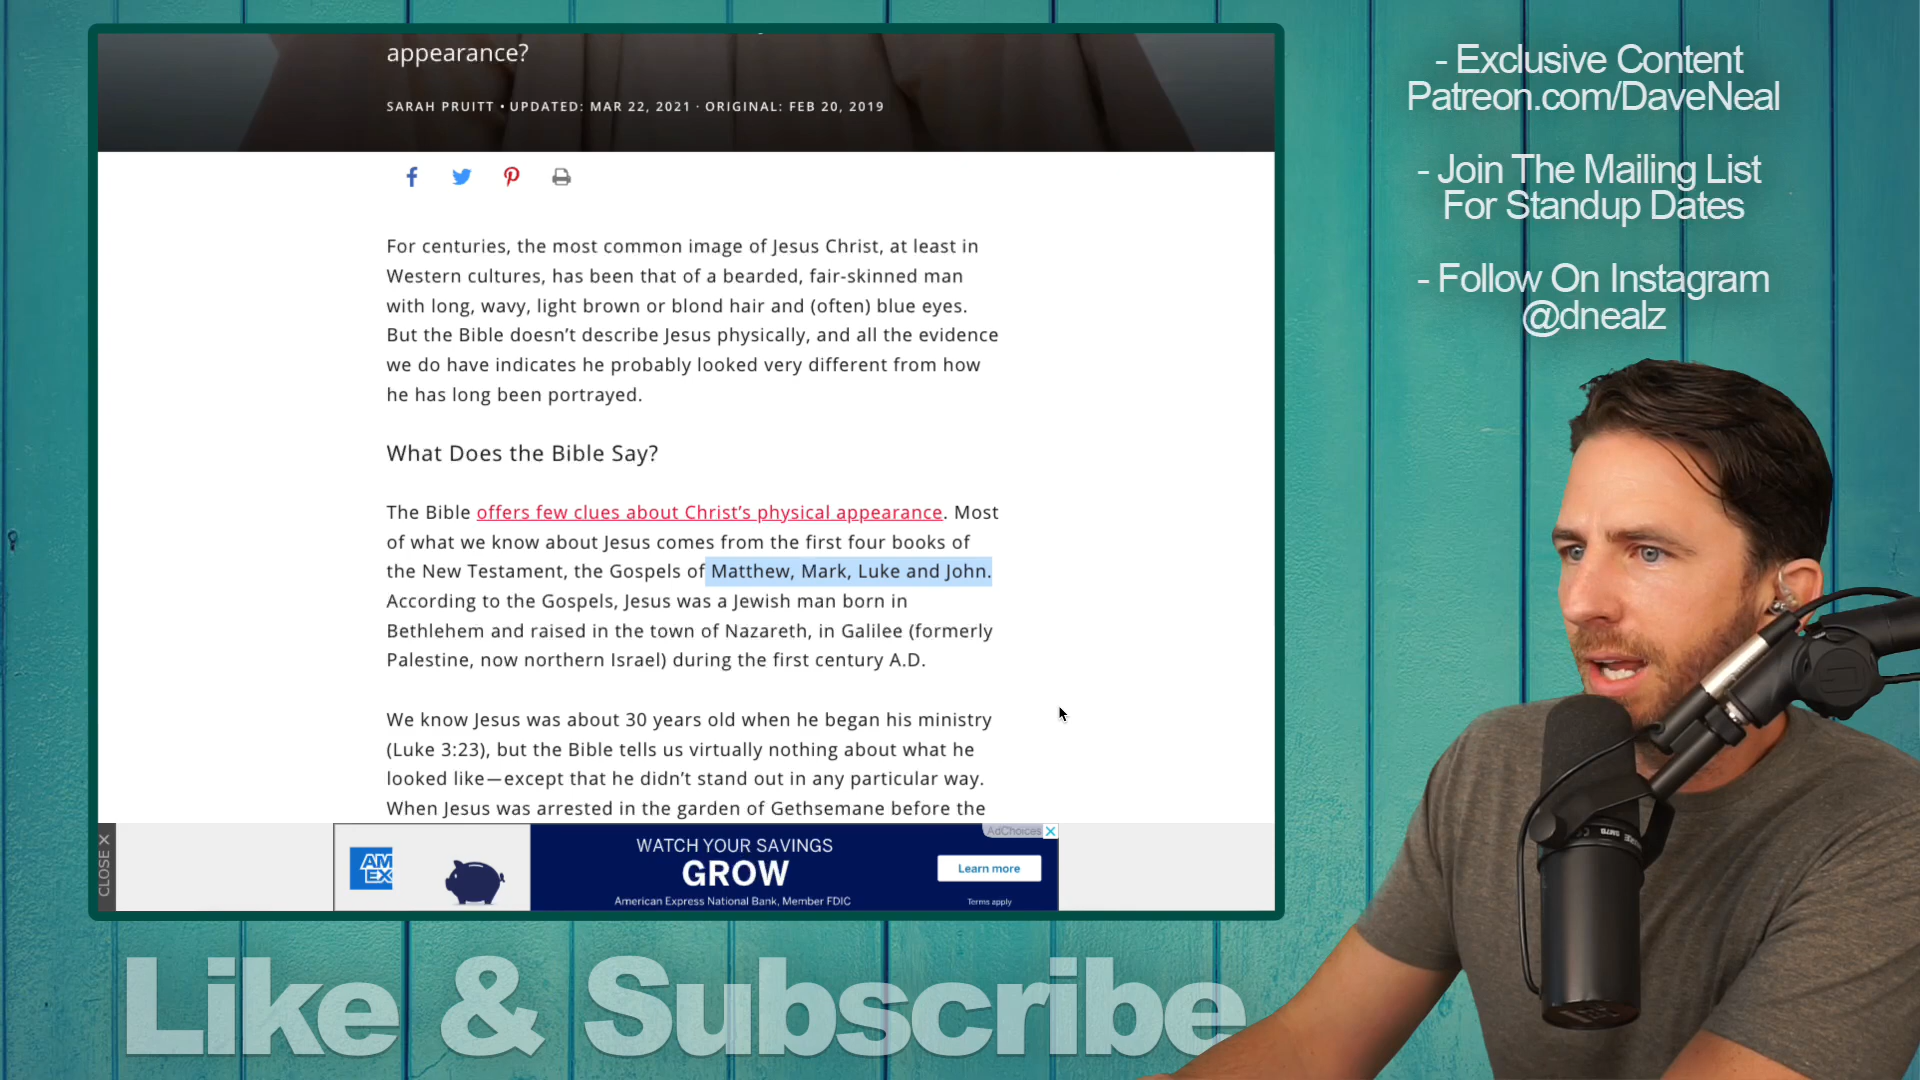 appearance?
SARAH PRUITT • UPDATED: MAR 22, 2021 · ORIGINAL: FEB 20, 2019
For centuries, the most common image of Jesus Christ, at least in
Western cultures, has been that of a bearded, fair-skinned man
with long, wavy, light brown or blond hair and (often) blue eyes.
But the Bible doesn’t describe Jesus physically, and all the evidence
we do have indicates he probably looked very different from how
he has long been portrayed.
What Does the Bible Say?
The Bible offers few clues about Christ’s physical appearance. Most
of what we know about Jesus comes from the first four books of
the New Testament, the Gospels of Matthew, Mark, Luke and John.
According to the Gospels, Jesus was a Jewish man born in
Bethlehem and raised in the town of Nazareth, in Galilee (formerly
Palestine, now northern Israel) during the first century A.D.
We know Jesus was about 30 years old when he began his ministry
(Luke 3:23), but the Bible tells us virtually nothing about what he
looked like—except that he didn’t stand out in any particular way.
When Jesus was arrested in the garden of Gethsemane before the
CLOSE X
AM
EX
WATCH YOUR SAVINGS
GROW
American Express National Bank, Member FDIC
AdChoices
Learn more
Terms apply
- Exclusive Content
Patreon.com/DaveNeal
- Join The Mailing List
For Standup Dates
- Follow On Instagram
@dnealz
SM7B
Like & Subscribe